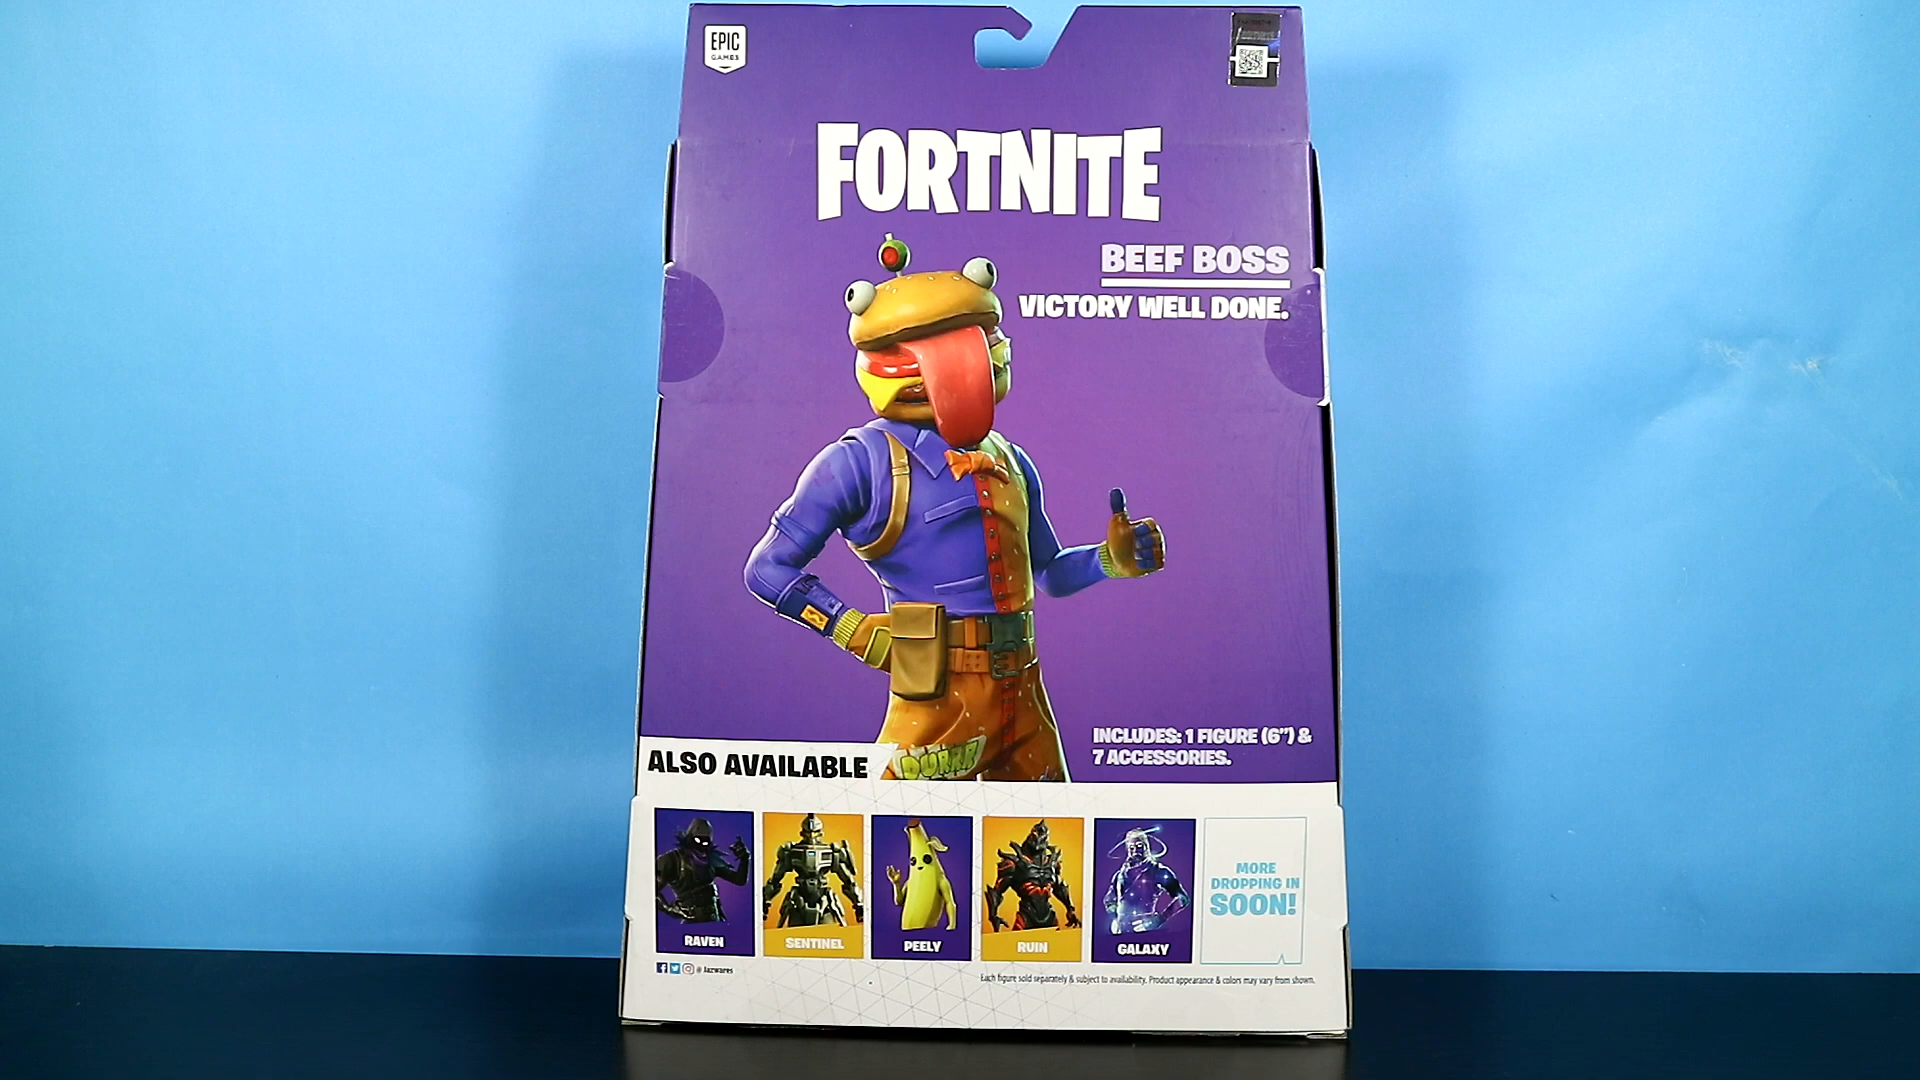 EPIC
GAMES
FORTNITE
BEEF BOSS
VICTORY WELL DONE.
DURRR
INCLUDES: 1 FIGURE (6”) &
7 ACCESSORIES.
ALSO AVAILABLE
RAVEN
SENTINEL
PEELY
RUIN
GALAXY
MORE
DROPPING IN
SOON!
@ Jazwares
Each figure sold separately & subject to availability. Product appearance & colors may vary from shown.